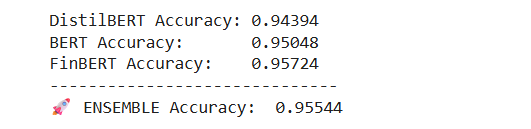 DistilBERT Accuracy: 0.94394
BERT Accuracy:       0.95048
FinBERT Accuracy:    0.95724
------------------------------
🚀 ENSEMBLE Accuracy:  0.95544